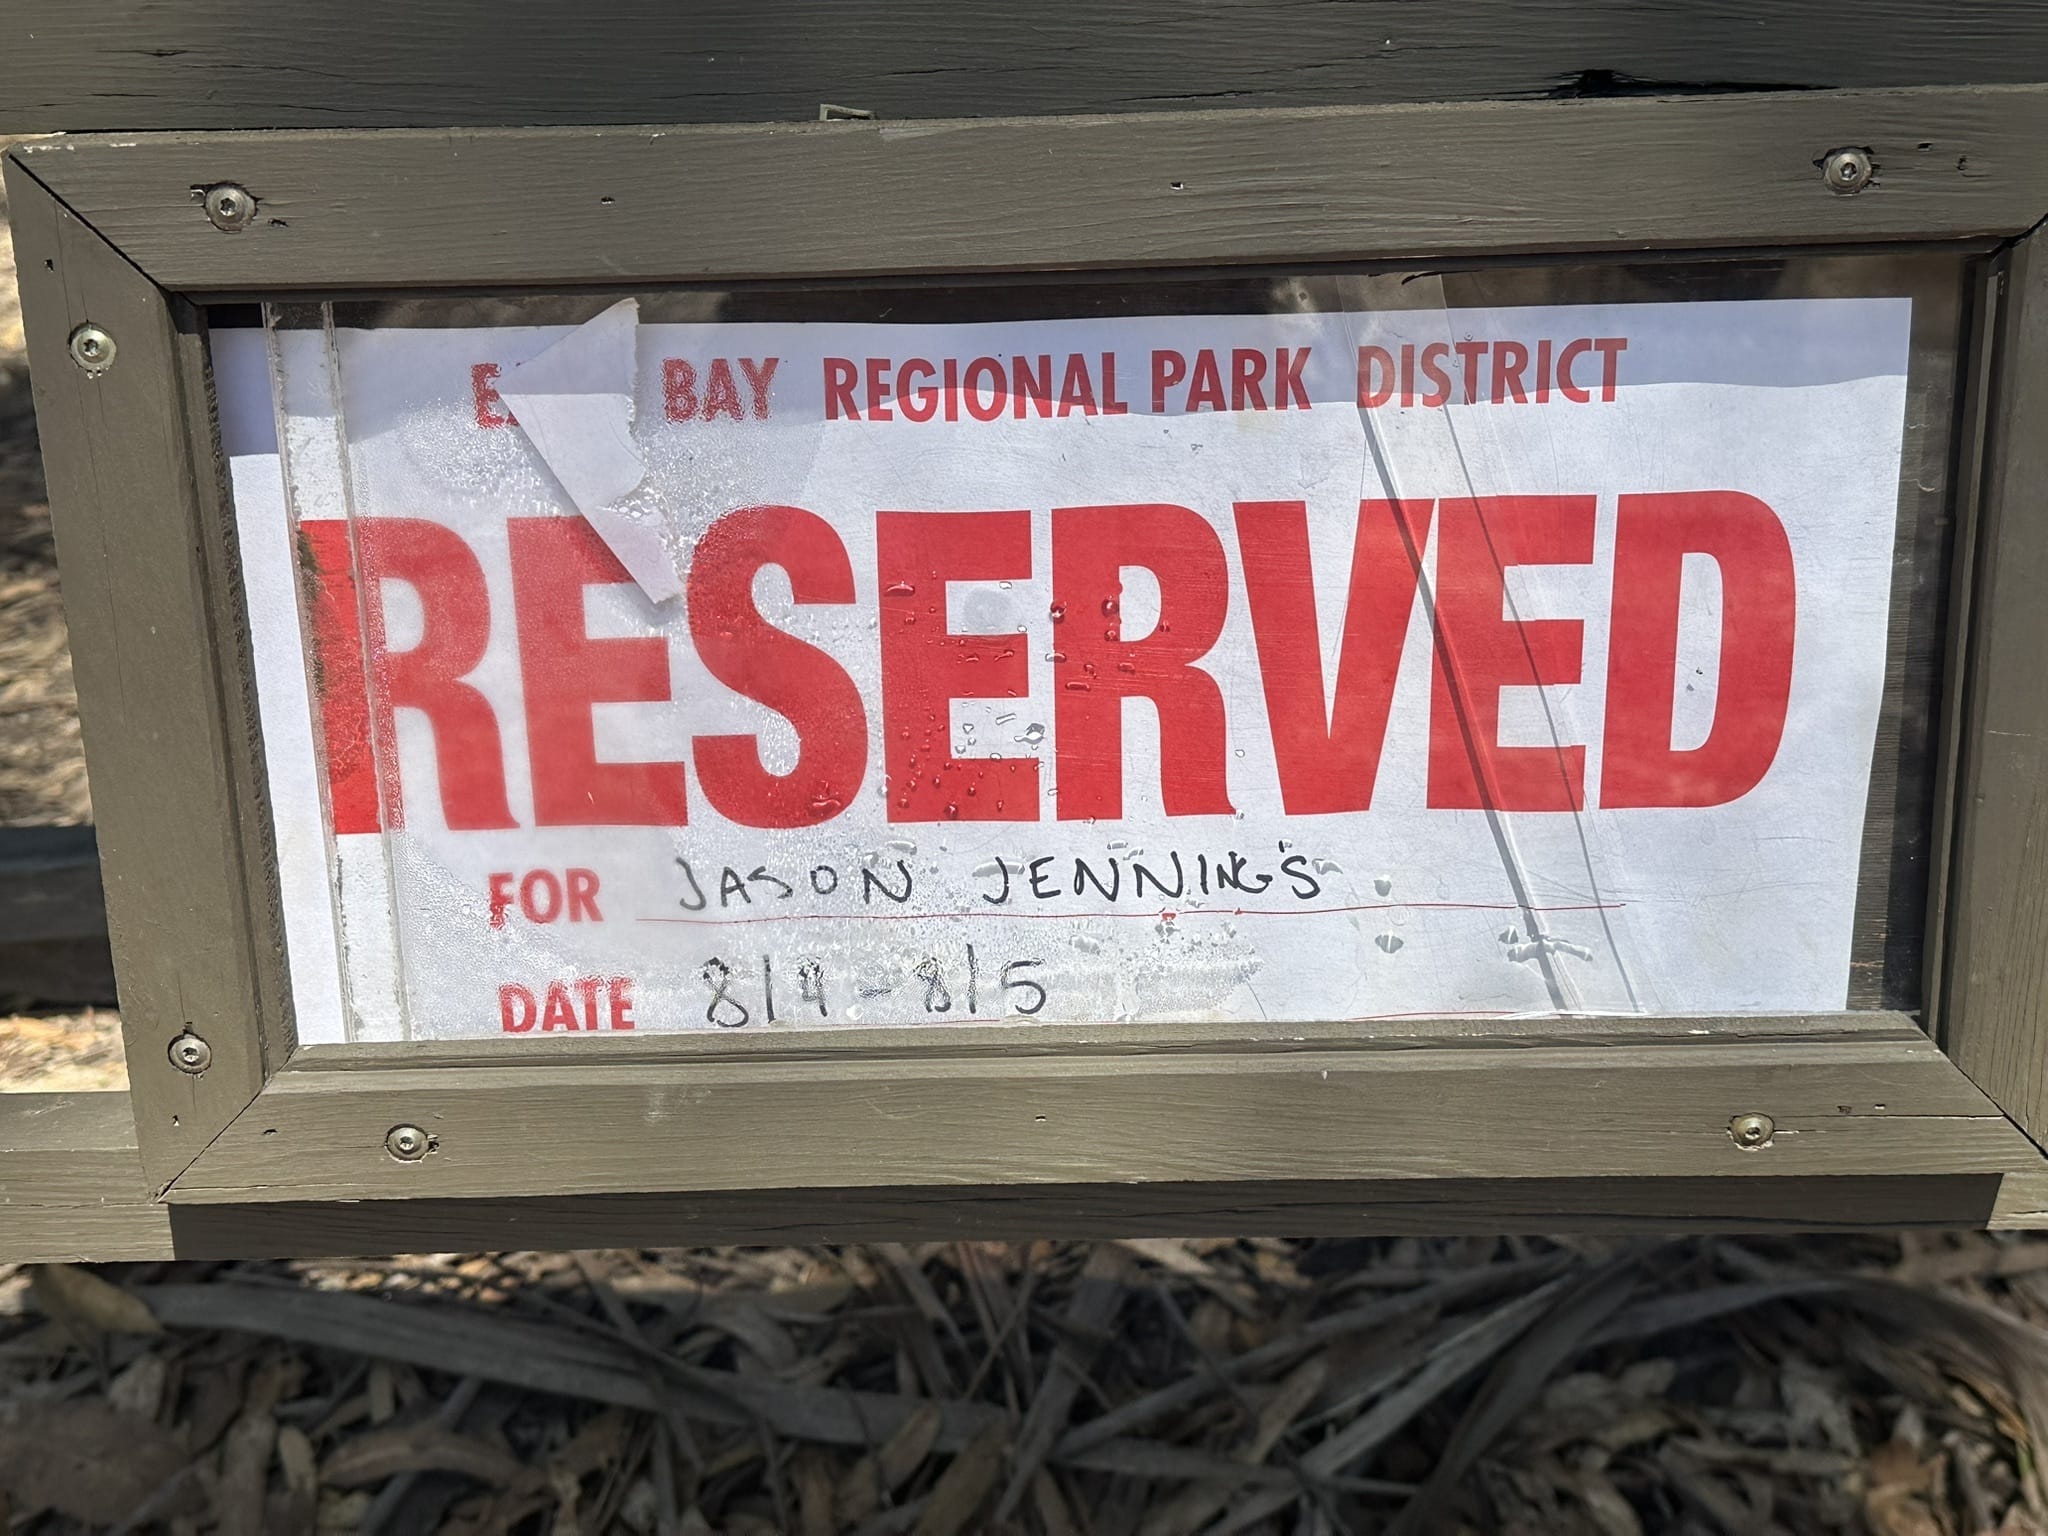 BAY REGIONAL PARK DISTRICT
RESERVED
FOR JASON JENNING'S
DATE 8/4-8/5